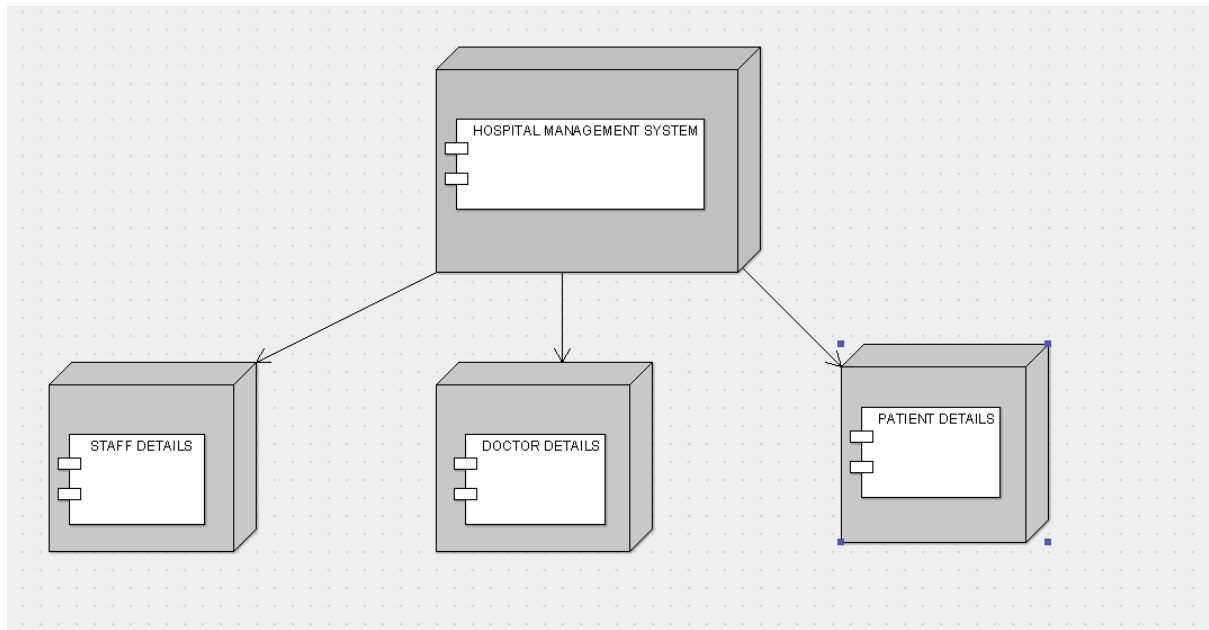 HOSPITAL MANAGEMENT SYSTEM
STAFF DETAILS
DOCTOR DETAILS
PATIENT DETAILS